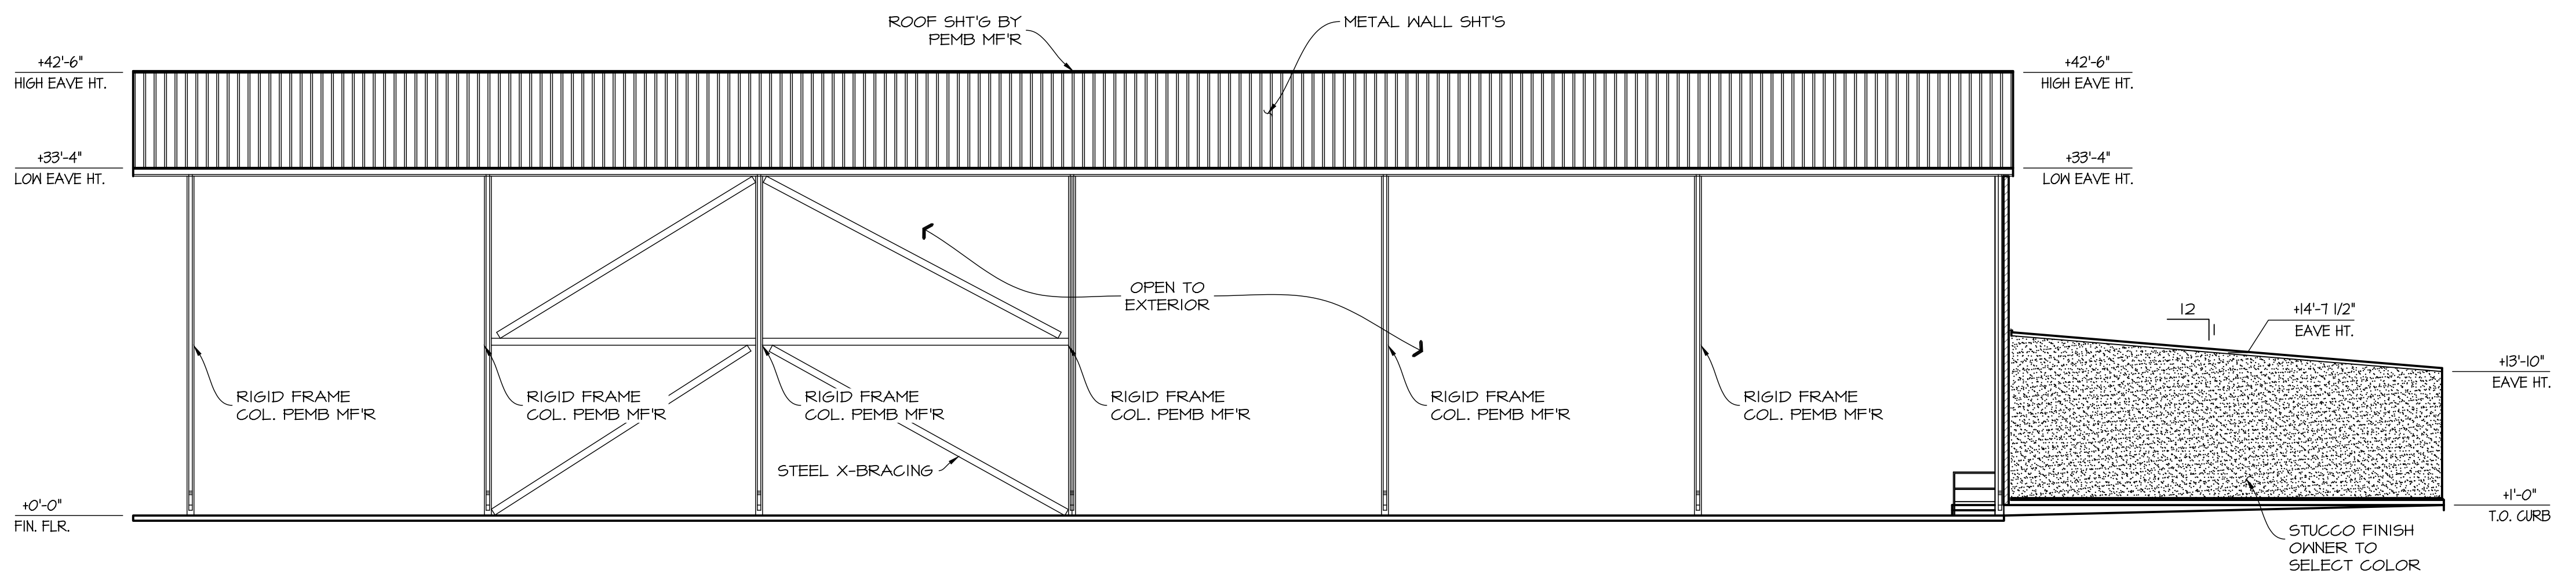 ROOF SHT'G BY
PEMB MF'R
METAL WALL SHT'S
+42'-6"
HIGH EAVE HT.
+42'-6"
HIGH EAVE HT.
+33'-4"
LOW EAVE HT.
+33'-4"
LOW EAVE HT.
OPEN TO
EXTERIOR
12
1
+14'-7 1/2"
EAVE HT.
+13'-10"
EAVE HT.
RIGID FRAME
COL. PEMB MF'R
RIGID FRAME
COL. PEMB MF'R
RIGID FRAME
COL. PEMB MF'R
RIGID FRAME
COL. PEMB MF'R
RIGID FRAME
COL. PEMB MF'R
RIGID FRAME
COL. PEMB MF'R
STEEL X-BRACING
+0'-0"
FIN. FLR.
+1'-0"
T.O. CURB
STUCCO FINISH
OWNER TO
SELECT COLOR